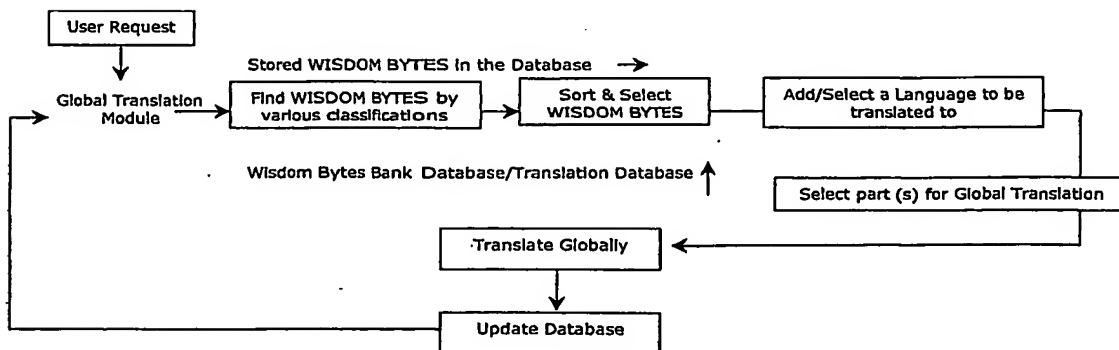 User Request
Stored WISDOM BYTES in the Database
Global Translation
Module
Find WISDOM BYTES by
various classifications
Sort & Select
WISDOM BYTES
Add/Select a Language to be
translated to
Wisdom Bytes Bank Database/Translation Database
Select part (s) for Global Translation
Translate Globally
Update Database